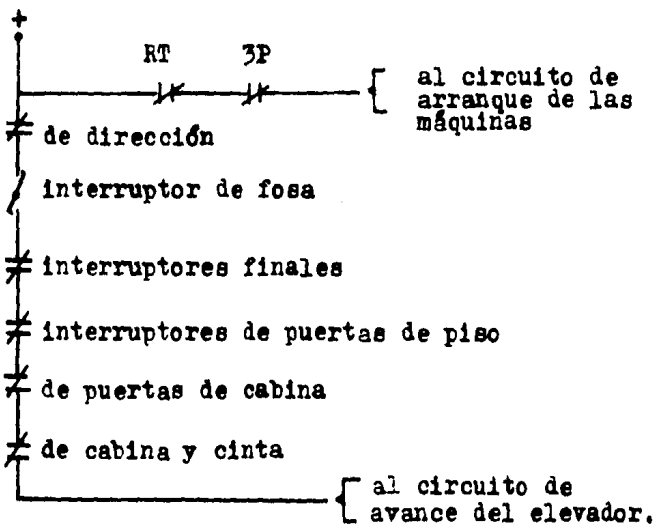 +
RT 3P
al circuito de
arranque de las
máquinas
de dirección
interruptor de fosa
interruptores finales
interruptores de puertas de piso
de puertas de cabina
de cabina y cinta
al circuito de
avance del elevador.